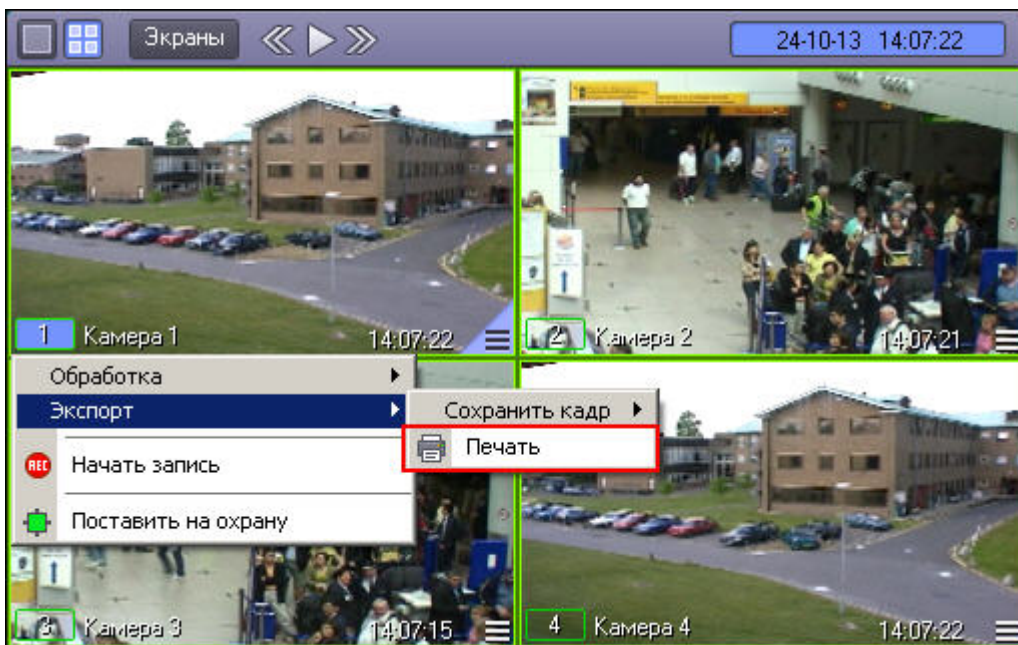 Экраны
24-10-13 14:07:22
1 Камера 1 14:07:22
2 Камера 2 14:07:21
Обработка
Экспорт
Сохранить кадр
Печать
REC Начать запись
Поставить на охрану
3 Камера 3 14:07:15
4 Камера 4 14:07:22